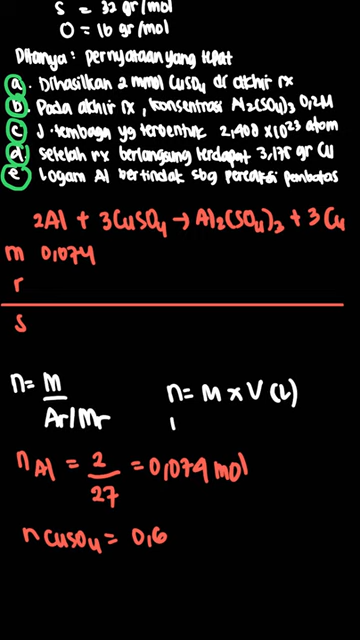 S = 32 gr/mol
O = 16 gr/mol
Ditanya : pernyataan yang tepat
a. Dihasilkan 2 mmol CuSO4 di akhir rx
b Pada akhir rx, konsentrasi Al2(SO4)3 0,2M
c J. tembaga yg terbentuk 2,408 x 10^23 atom
d setelah rx berlangsung terdapat 3,175 gr Cu
e Logam Al bertindak sbg pereaksi pembatas
2Al + 3CuSO4 → Al2(SO4)3 + 3Cu
m 0,074
r
s
n = m / Ar/Mr
n = M x V (L)
n Al = 2/27 = 0,074 mol
n CuSO4 = 0,6